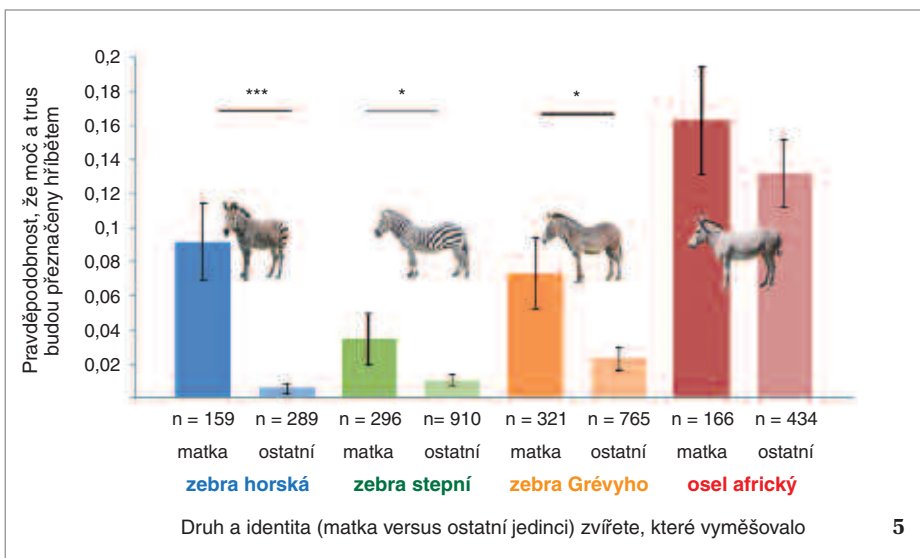 Pravděpodobnost, že moč a trus
budou přeznačeny hříbětem
0,2
0,18
0,16
0,14
0,12
0,1
0,08
0,06
0,04
0,02
*** * *
n = 159 n = 289 n = 296 n = 910 n = 321 n = 765 n = 166 n = 434
matka ostatní matka ostatní matka ostatní matka ostatní
zebra horská zebra stepní zebra Grévyho osel africký
Druh a identita (matka versus ostatní jedinci) zvířete, které vyměšovalo
5